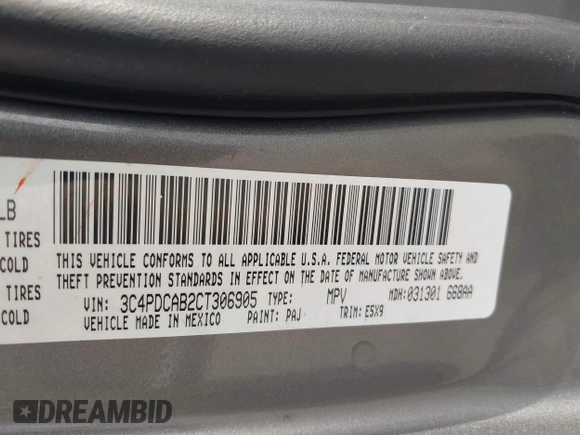 LB
TIRES
COLD
TIRES
COLD
THIS VEHICLE CONFORMS TO ALL APPLICABLE U.S.A. FEDERAL MOTOR VEHICLE SAFETY AND
THEFT PREVENTION STANDARDS IN EFFECT ON THE DATE OF MANUFACTURE SHOWN ABOVE.
VIN: 3C4PDCAB2CT306905 TYPE: MPV MDH:031301 668AA
VEHICLE MADE IN MEXICO PAINT: PAJ TRIM: E5X9
DREAMBID